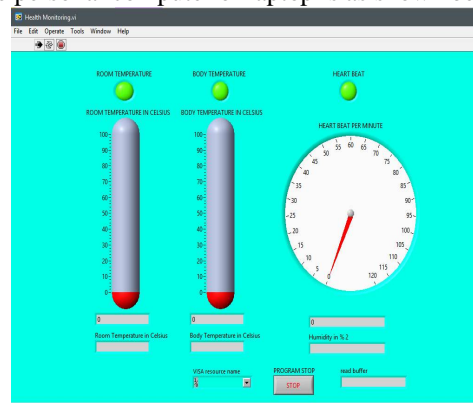 Health Monitoring.vi
File Edit Operate Tools Window Help
ROOM TEMPERATURE BODY TEMPERATURE HEART BEAT
ROOM TEMPERATURE IN CELSIUS BODY TEMPERATURE IN CELSIUS
HEART BEAT PER MINUTE
100 90 80 70 60 50 40 30 20 10 0
100 90 80 70 60 50 40 30 20 10 0
0 5 10 15 20 25 30 35 40 45 50 55 60 65 70 75 80 85 90 95 100 105 110 115 120
0 0 0
Room Temperature in Celsius Body Temperature in Celsius Humidity in % 2
VISA resource name PROGRAM STOP read buffer
STOP